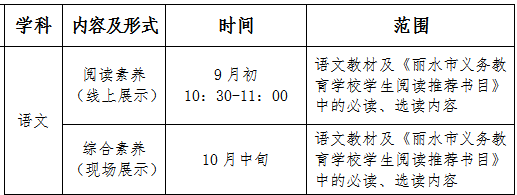 学科 内容及形式 时间 范围
语文
阅读素养
（线上展示）
9月初
10：30-11：00
语文教材及《丽水市义务教
育学校学生阅读推荐书目》
中的必读、选读内容
综合素养
（现场展示）
10月中旬
语文教材及《丽水市义务教
育学校学生阅读推荐书目》
中的必读、选读内容